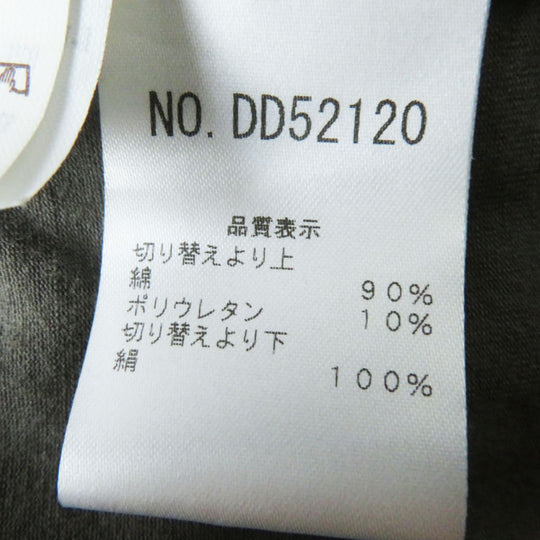 NO. DD52120
品質表示
切り替えより上
綿 90%
ポリウレタン 10%
切り替えより下
絹 100%